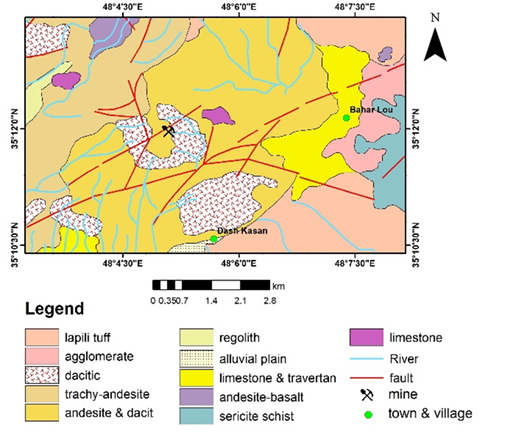 48°4'30"E 48°6'0"E 48°7'30"E
N
35°12'0"N 35°12'0"N
Bahar Lou
Dash Kasan
35°10'30"N 35°10'30"N
48°4'30"E 48°6'0"E 48°7'30"E
km
0 0.350.7 1.4 2.1 2.8
Legend
lapili tuff regolith limestone
agglomerate alluvial plain River
dacitic limestone & travertan fault
trachy-andesite andesite-basalt mine
andesite & dacit sericite schist town & village